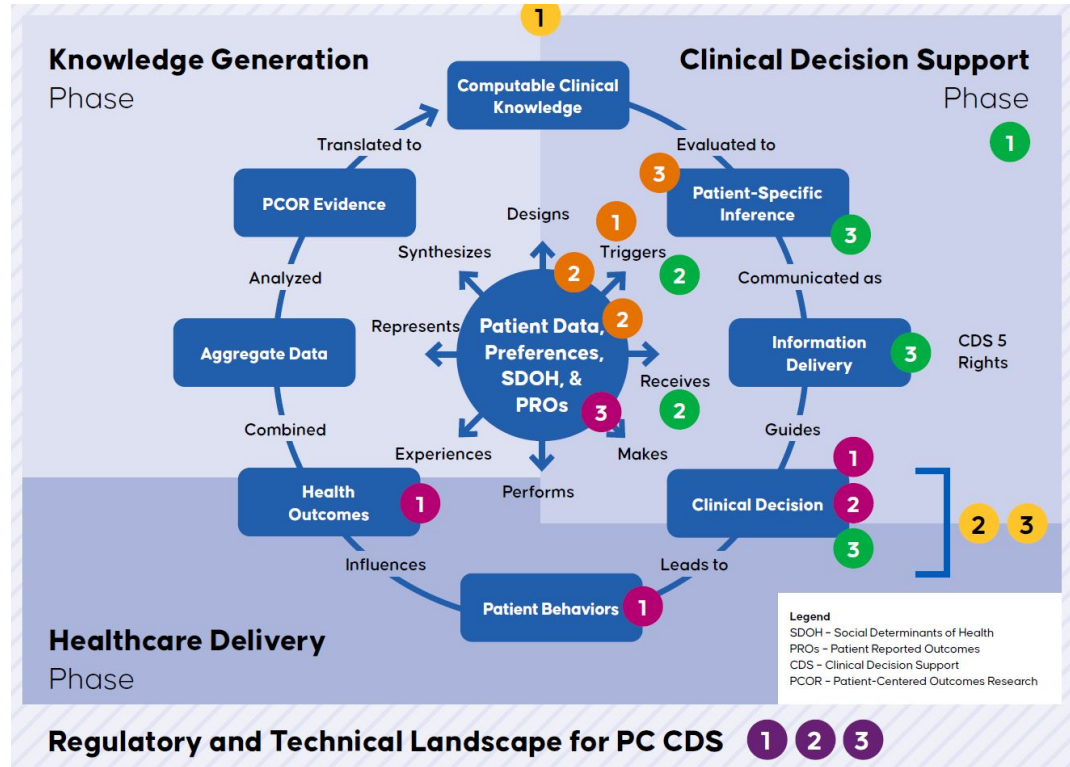 1
Knowledge Generation
Phase
Clinical Decision Support
Phase
1
Computable Clinical
Knowledge
Translated to
Evaluated to
PCOR Evidence
3
Patient-Specific
Inference
3
Designs
1
Synthesizes
Triggers
2
2
Analyzed
Communicated as
Represents
2
Patient Data,
Preferences,
SDOH, &
PROs
3
Aggregate Data
Information
Delivery
3
CDS 5
Rights
Receives
2
Combined
Guides
Experiences
Makes
Performs
Health
Outcomes
1
Clinical Decision
1
2
3
2 3
Influences
Leads to
Patient Behaviors
1
Healthcare Delivery
Phase
Legend
SDOH – Social Determinants of Health
PROs – Patient Reported Outcomes
CDS – Clinical Decision Support
PCOR – Patient-Centered Outcomes Research
Regulatory and Technical Landscape for PC CDS 1 2 3